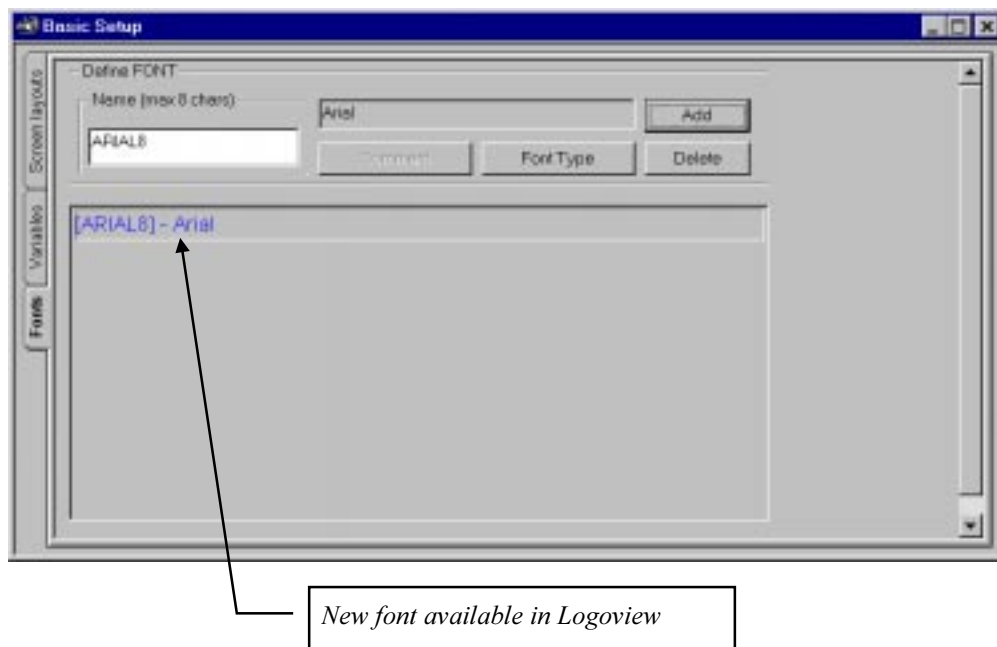 Basic Setup
Define FONT
Name (max 8 chars)
Arial
Add
ARIAL8
Comment
Font Type
Delete
[ARIAL8] - Arial
Screen layouts
Variables
Fonts
New font available in Logoview